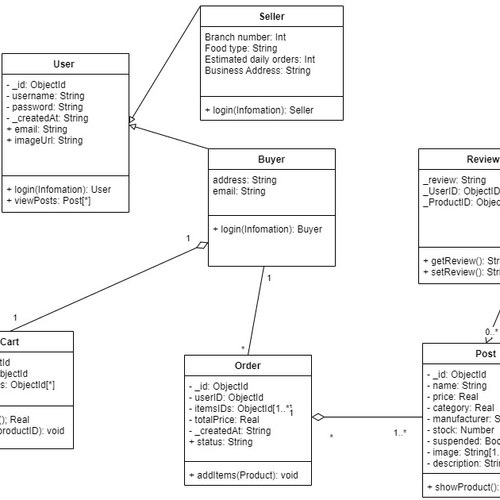 Seller
Branch number: Int
Food type: String
Estimated daily orders: Int
Business Address: String
+ login(Infomation): Seller
User
- _id: ObjectId
- username: String
- password: String
- _createdAt: String
+ email: String
+ imageUrl: String
+ login(Infomation): User
+ viewPosts: Post[*]
Buyer
address: String
email: String
+ login(Infomation): Buyer
Review
_review: String
_UserID: ObjectID
_ProductID: Objec
+ getReview(): Stri
+ setReview(): Strin
1
1
1
*
Cart
ctId
bjectId
s: ObjectId[*]
(); Real
productID): void
Order
- _id: ObjectId
- userID: ObjectId
- itemsIDs: ObjectId[1..*]
- totalPrice: Real
- _createdAt: String
+ status: String
+ addItems(Product): void
1
*
1..*
0..*
Post
- _id: ObjectId
- name: String
- price: Real
- category: Real
- manufacturer: S
- stock: Number
- suspended: Boo
- image: String[1..
- description: Strin
+ showProduct():